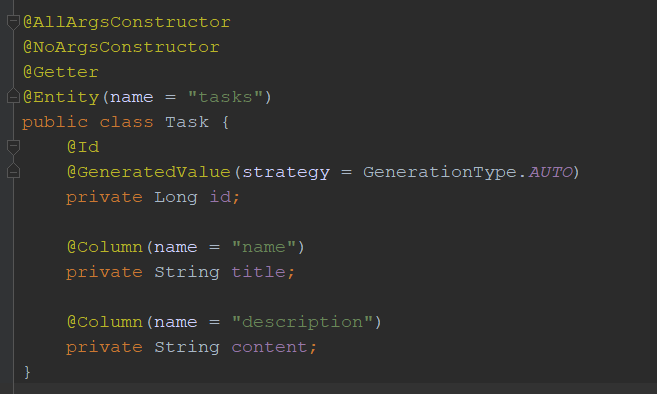 @AllArgsConstructor
@NoArgsConstructor
@Getter
@Entity(name = "tasks")
public class Task {
    @Id
    @GeneratedValue(strategy = GenerationType.AUTO)
    private Long id;

    @Column(name = "name")
    private String title;

    @Column(name = "description")
    private String content;
}